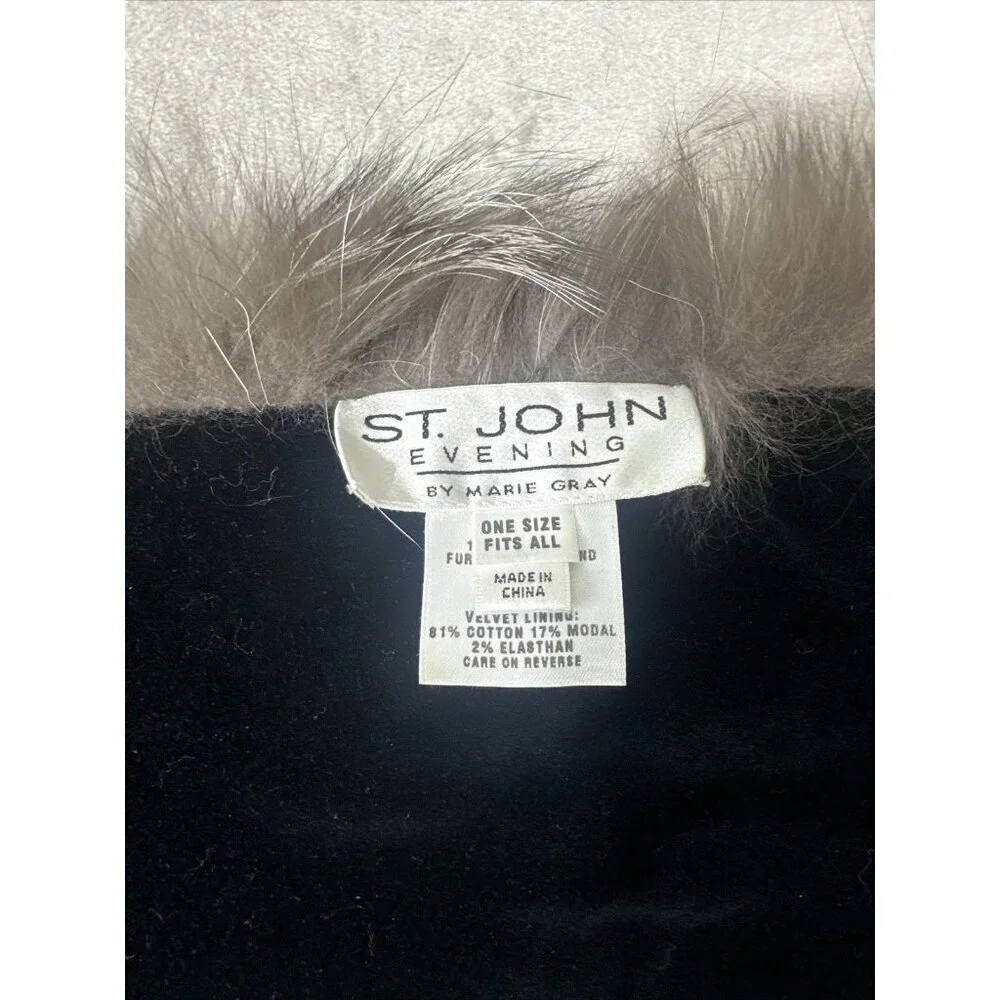 ST. JOHN
EVENING
BY MARIE GRAY
ONE SIZE
FITS ALL
FUR
MADE IN
CHINA
VELVET LINING:
81% COTTON 17% MODAL
2% ELASTHAN
CARE ON REVERSE